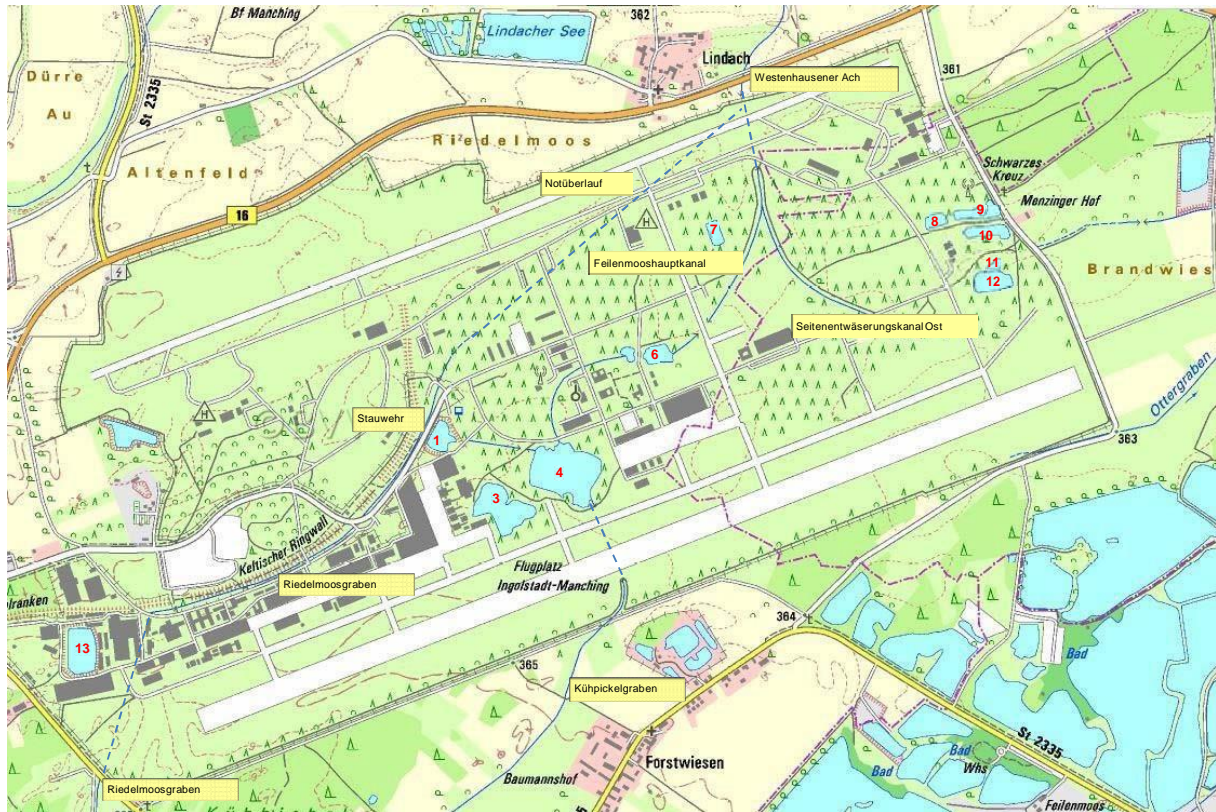 Bf Manching
362
Lindacher See
Lindach
Dürre
Au
St 2335
Westenhausener Ach
361
Riedelmoos
Altenfeld
Schwarzes
Kreuz
Notüberlauf
Menzinger Hof
16
H
9
8
7
10
Feilenmooshauptkanal
11
Brandwies
12
Seitenentwäserungskanal Ost
6
Ottergraben
H
Stauwehr
1
363
4
3
Keltischer Ringwall
Flugplatz
Ingolstadt-Manching
Riedelmoosgraben
lranken
364
13
365
Bad
Kühpickelgraben
St 2335
Bad
Forstwiesen
Whs
Bad
Baumannshof
Riedelmoosgraben
Feilenmoos